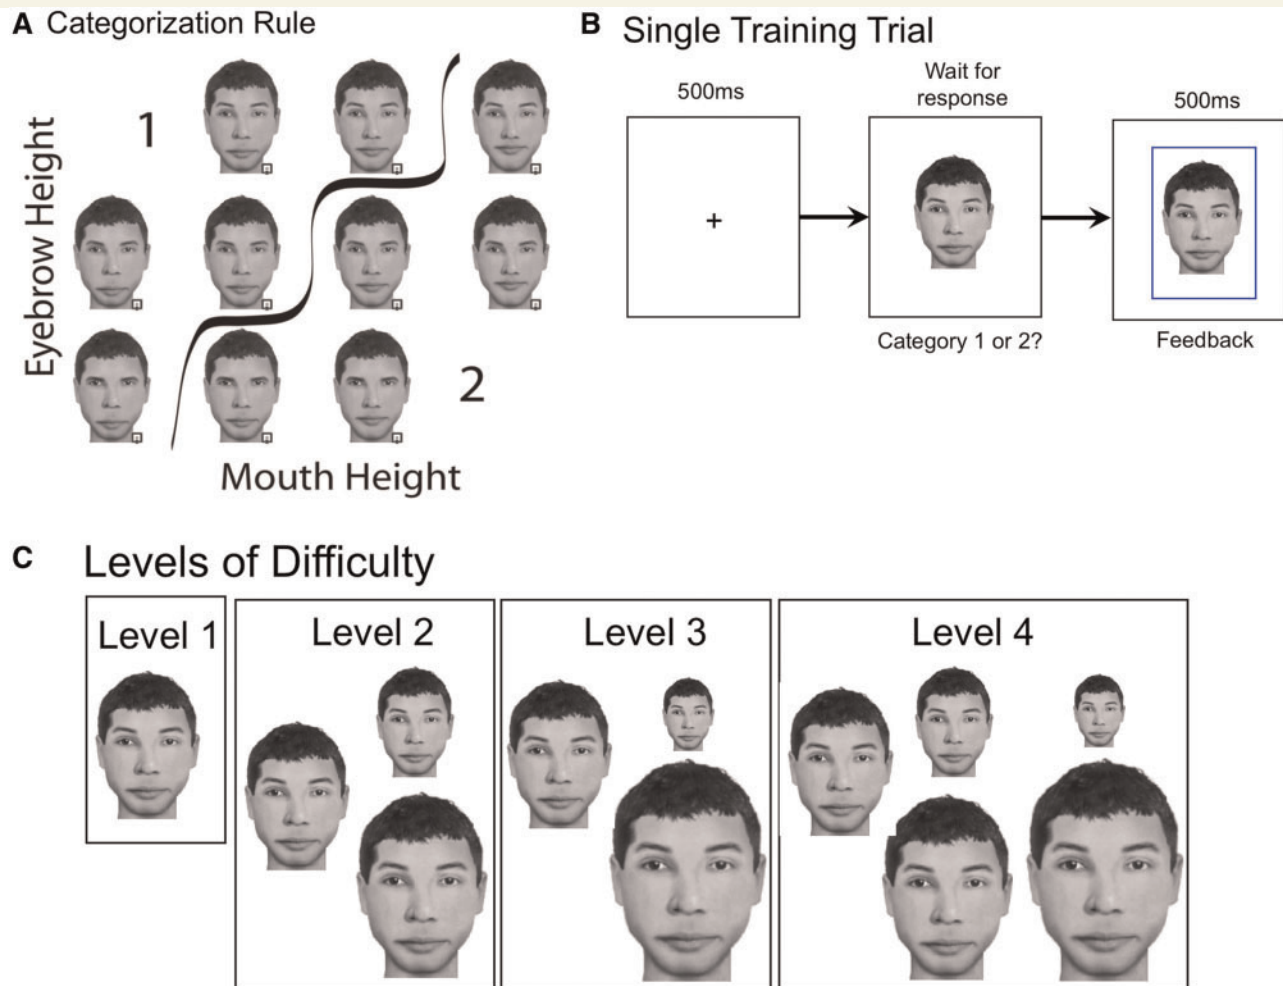 A Categorization Rule
1
2
Eyebrow Height
Mouth Height
B Single Training Trial
500ms
+
Wait for
response
Category 1 or 2?
500ms
Feedback
C Levels of Difficulty
Level 1
Level 2
Level 3
Level 4